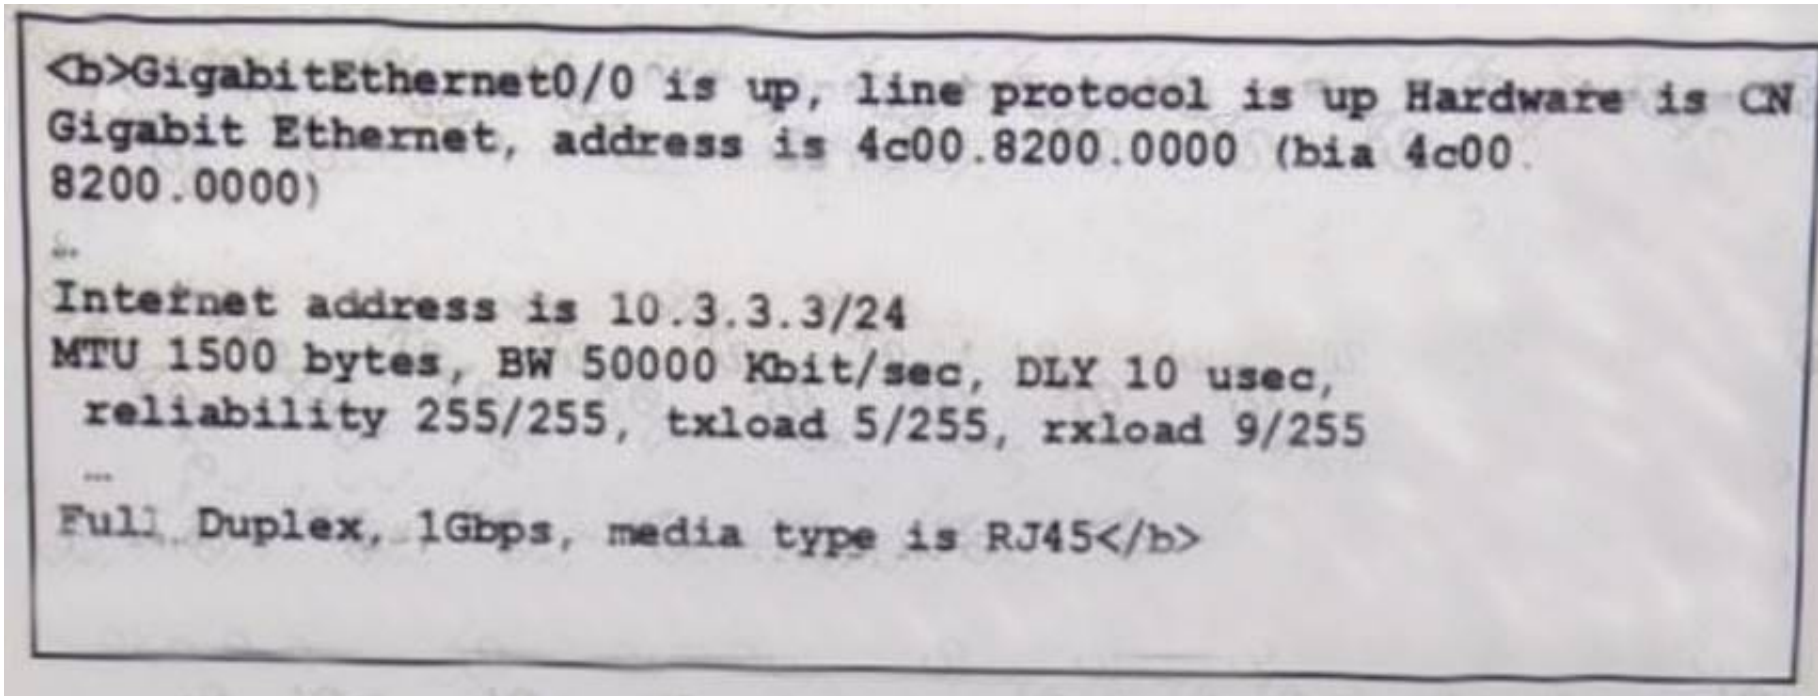 <b>GigabitEthernet0/0 is up, line protocol is up Hardware is CN
Gigabit Ethernet, address is 4c00.8200.0000 (bia 4c00.
8200.0000)
…
Internet address is 10.3.3.3/24
MTU 1500 bytes, BW 50000 Kbit/sec, DLY 10 usec,
reliability 255/255, txload 5/255, rxload 9/255
…
Full Duplex, 1Gbps, media type is RJ45</b>